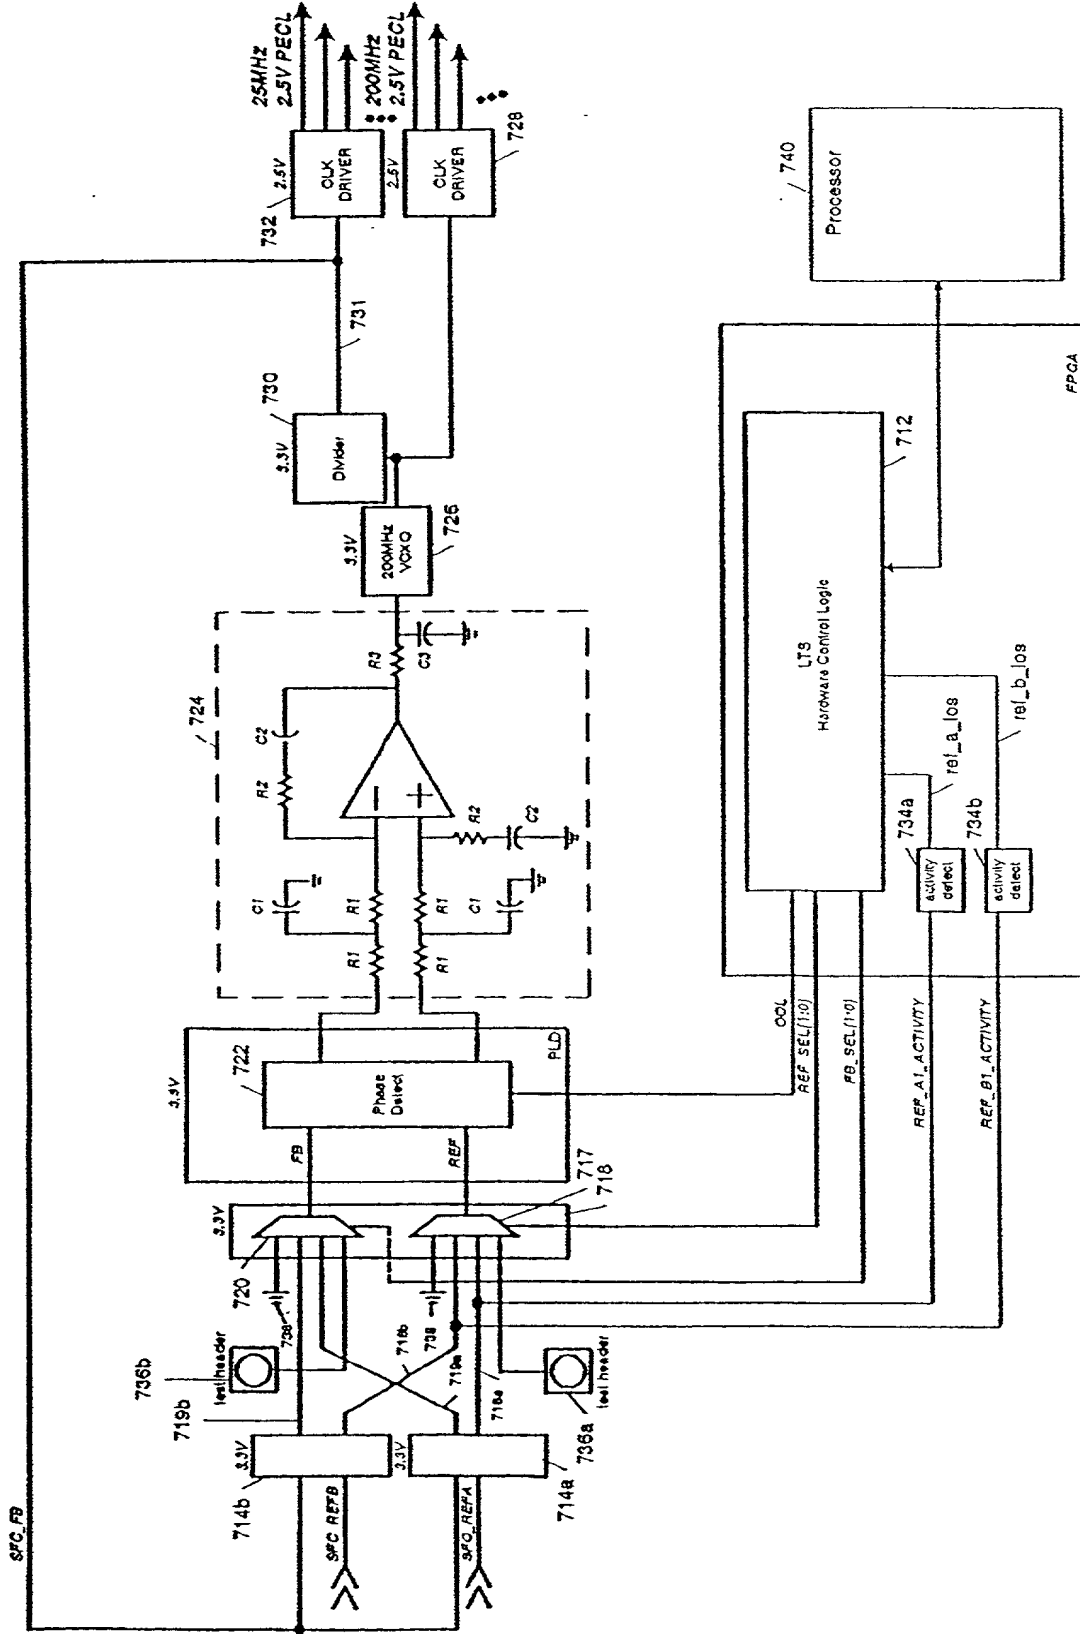 SFC_FB
25MHz
2.5V PECL
200MHz
2.5V PECL
2.5V
CLK
DRIVER
732
2.5V
CLK
DRIVER
728
731
730
3.3V
Divider
3.3V
200MHz
VCXO
726
724
R3
C3
C2
R2
R2
C2
C1
R1
R1
C1
R1
R1
3.3V
722
Phase
Detect
PLD
FB
REF
3.3V
720
717
718
738
738
736b
test header
719b
718b
719a
718a
test header
736a
3.3V
714b
3.3V
714a
SFC REFB
SFC_REFA
OOL
REF SEL[1:0]
FB_SEL[1:0]
REF_A1_ACTIVITY
REF_B1_ACTIVITY
734a
activity
detect
734b
activity
detect
ref_a_los
ref_b_los
LTS
Hardware Control Logic
712
FPGA
Processor
740